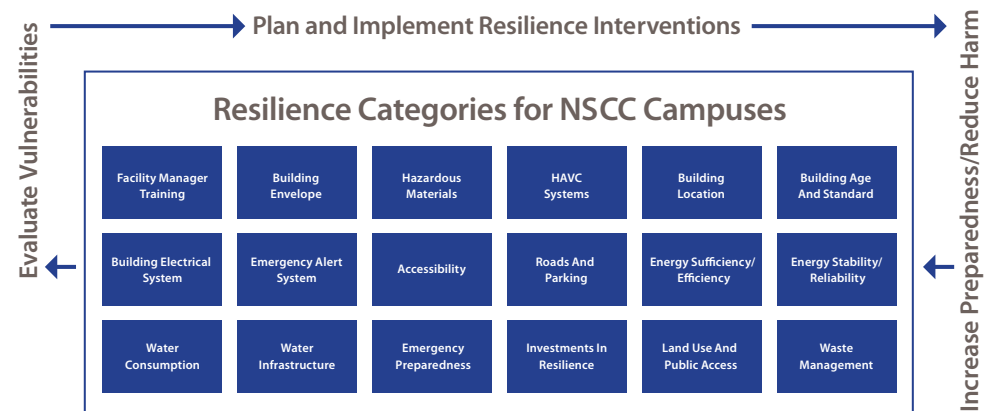 Plan and Implement Resilience Interventions
Evaluate Vulnerabilities
Increase Preparedness/Reduce Harm
Resilience Categories for NSCC Campuses
Facility Manager
Training
Building
Envelope
Hazardous
Materials
HAVC
Systems
Building
Location
Building Age
And Standard
Building Electrical
System
Emergency Alert
System
Accessibility
Roads And
Parking
Energy Sufficiency/
Efficiency
Energy Stability/
Reliability
Water
Consumption
Water
Infrastructure
Emergency
Preparedness
Investments In
Resilience
Land Use And
Public Access
Waste
Management